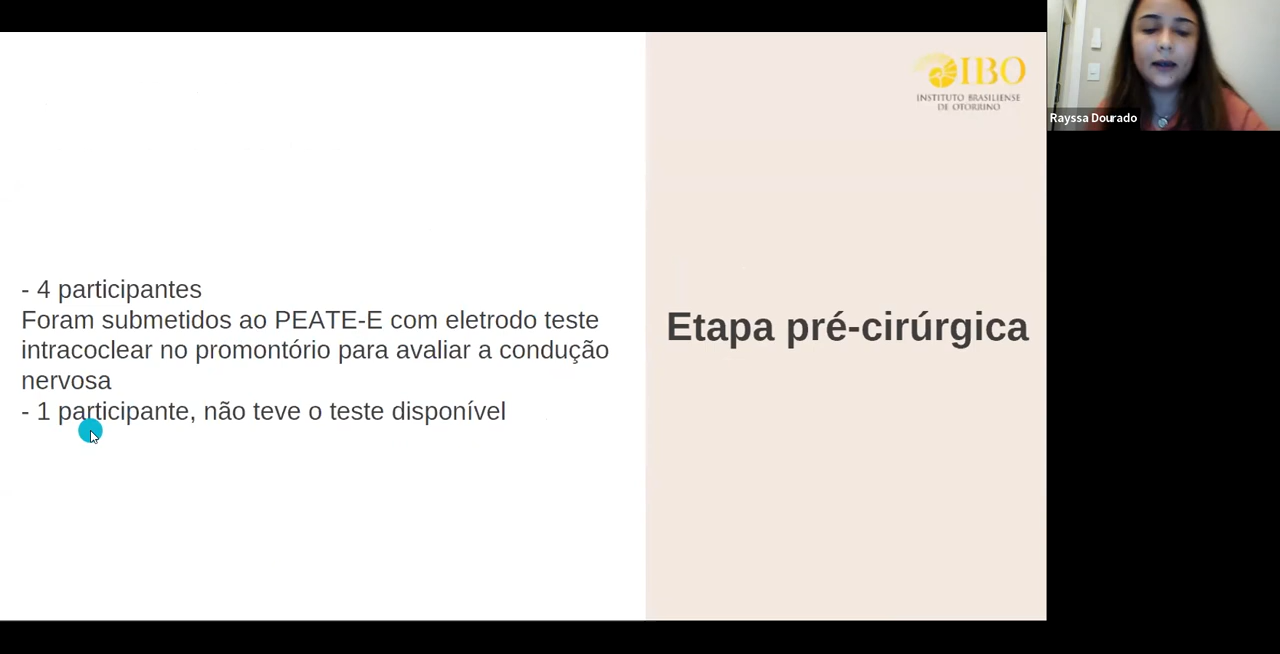 - 4 participantes
Foram submetidos ao PEATE-E com eletrodo teste
intracoclear no promontório para avaliar a condução
nervosa
- 1 participante, não teve o teste disponível
IBO
INSTITUTO BRASILIENSE
DE OTORRINO
Etapa pré-cirúrgica
Rayssa Dourado